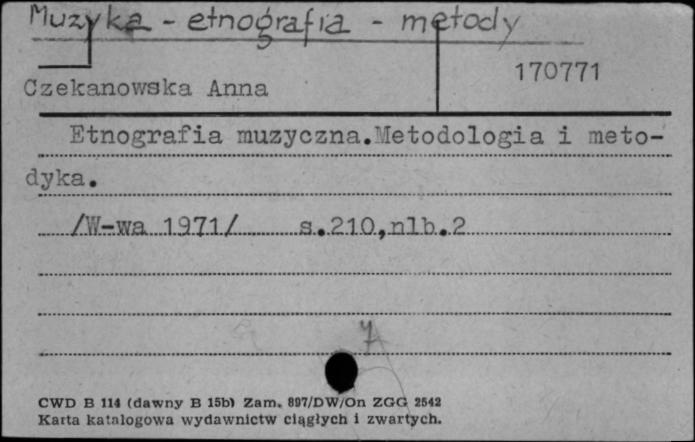 Muzyka - etnografia - metody
170771
Czekanowska Anna
Etnografia muzyczna.Metodologia i meto-
dyka.
/W-wa 1971/ s.210,nlb.2
CWD B 114 (dawny B 15b) Zam. 897/DW/On ZGG 2542
Karta katalogowa wydawnictw ciągłych i zwartych.